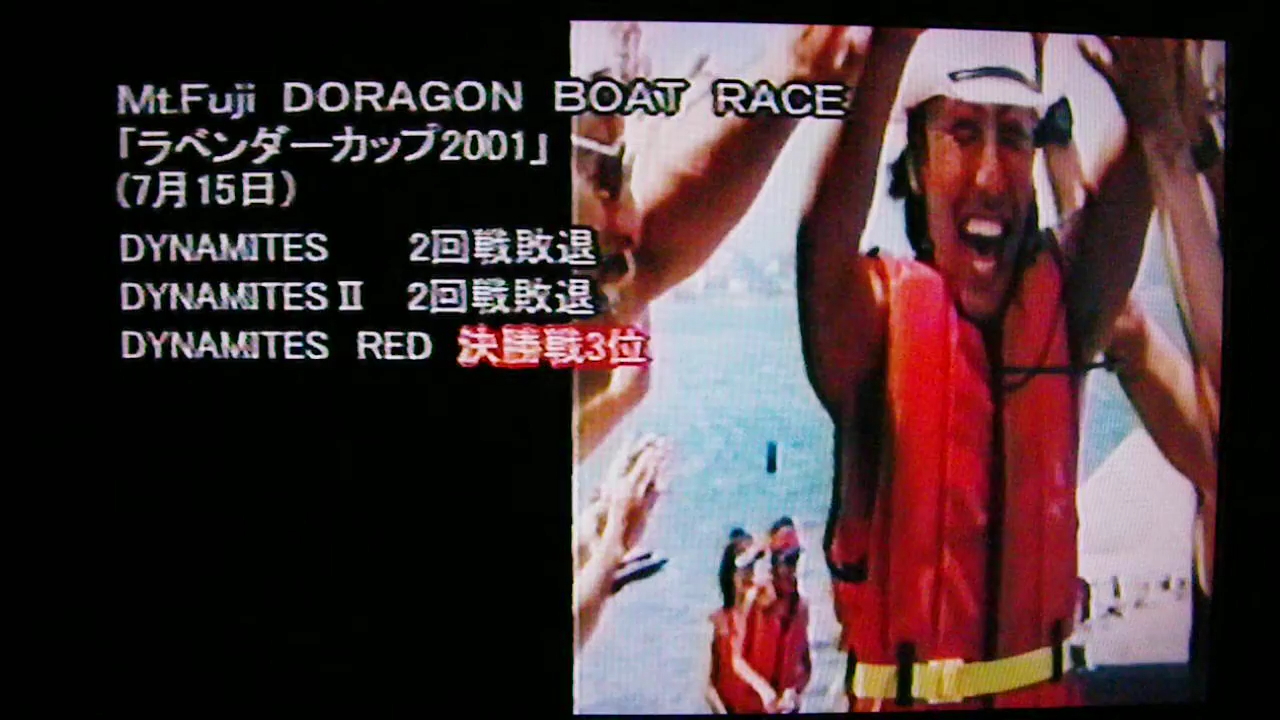 Mt.Fuji DORAGON BOAT RACE
「ラベンダーカップ2001」
(7月15日)
DYNAMITES 2回戦敗退
DYNAMITES II 2回戦敗退
DYNAMITES RED 決勝戦3位